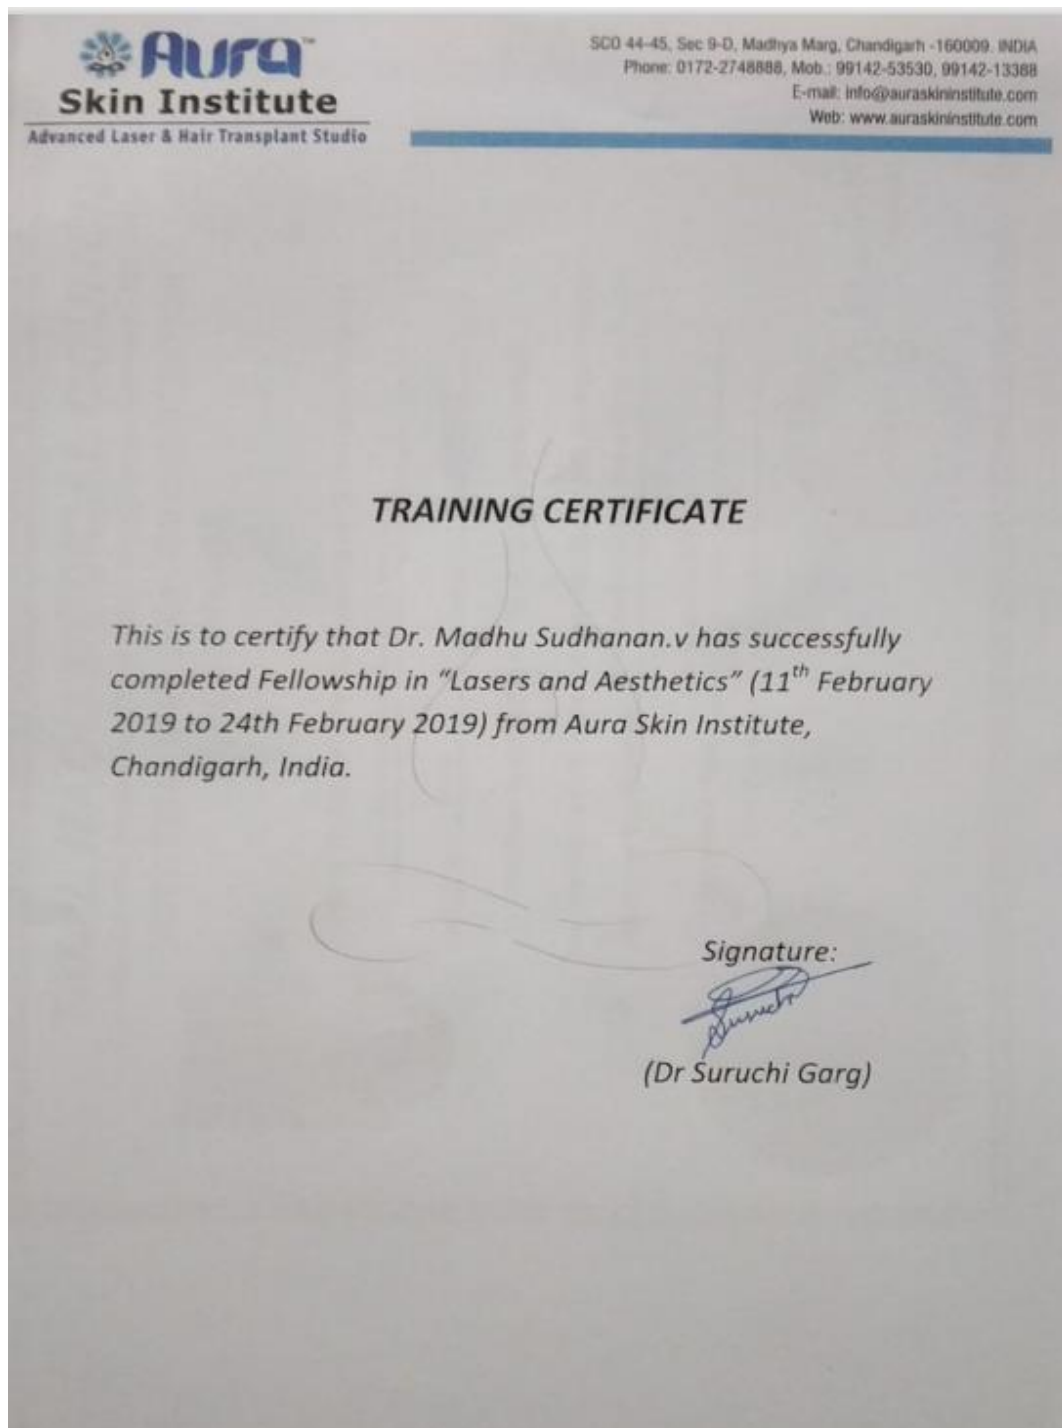 Aura™
Skin Institute
Advanced Laser & Hair Transplant Studio
SCO 44-45, Sec 9-D, Madhya Marg, Chandigarh -160009. INDIA
Phone: 0172-2748888, Mob.: 99142-53530, 99142-13388
E-mail: info@auraskininstitute.com
Web: www.auraskininstitute.com
TRAINING CERTIFICATE
This is to certify that Dr. Madhu Sudhanan.v has successfully
completed Fellowship in “Lasers and Aesthetics” (11th February
2019 to 24th February 2019) from Aura Skin Institute,
Chandigarh, India.
Signature:
Suruchi
(Dr Suruchi Garg)